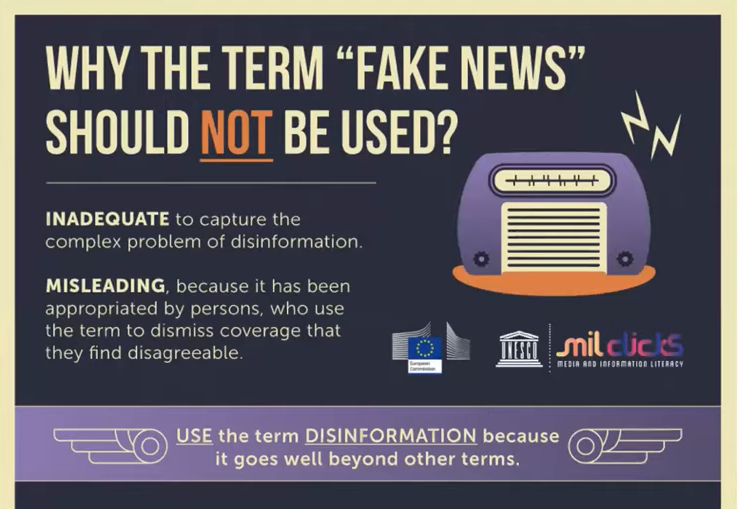 WHY THE TERM “FAKE NEWS”
SHOULD NOT BE USED?
INADEQUATE to capture the
complex problem of disinformation.
MISLEADING, because it has been
appropriated by persons, who use
the term to dismiss coverage that
they find disagreeable.
European
Commission
UNESCO
mil clicks
MEDIA AND INFORMATION LITERACY
USE the term DISINFORMATION because
it goes well beyond other terms.